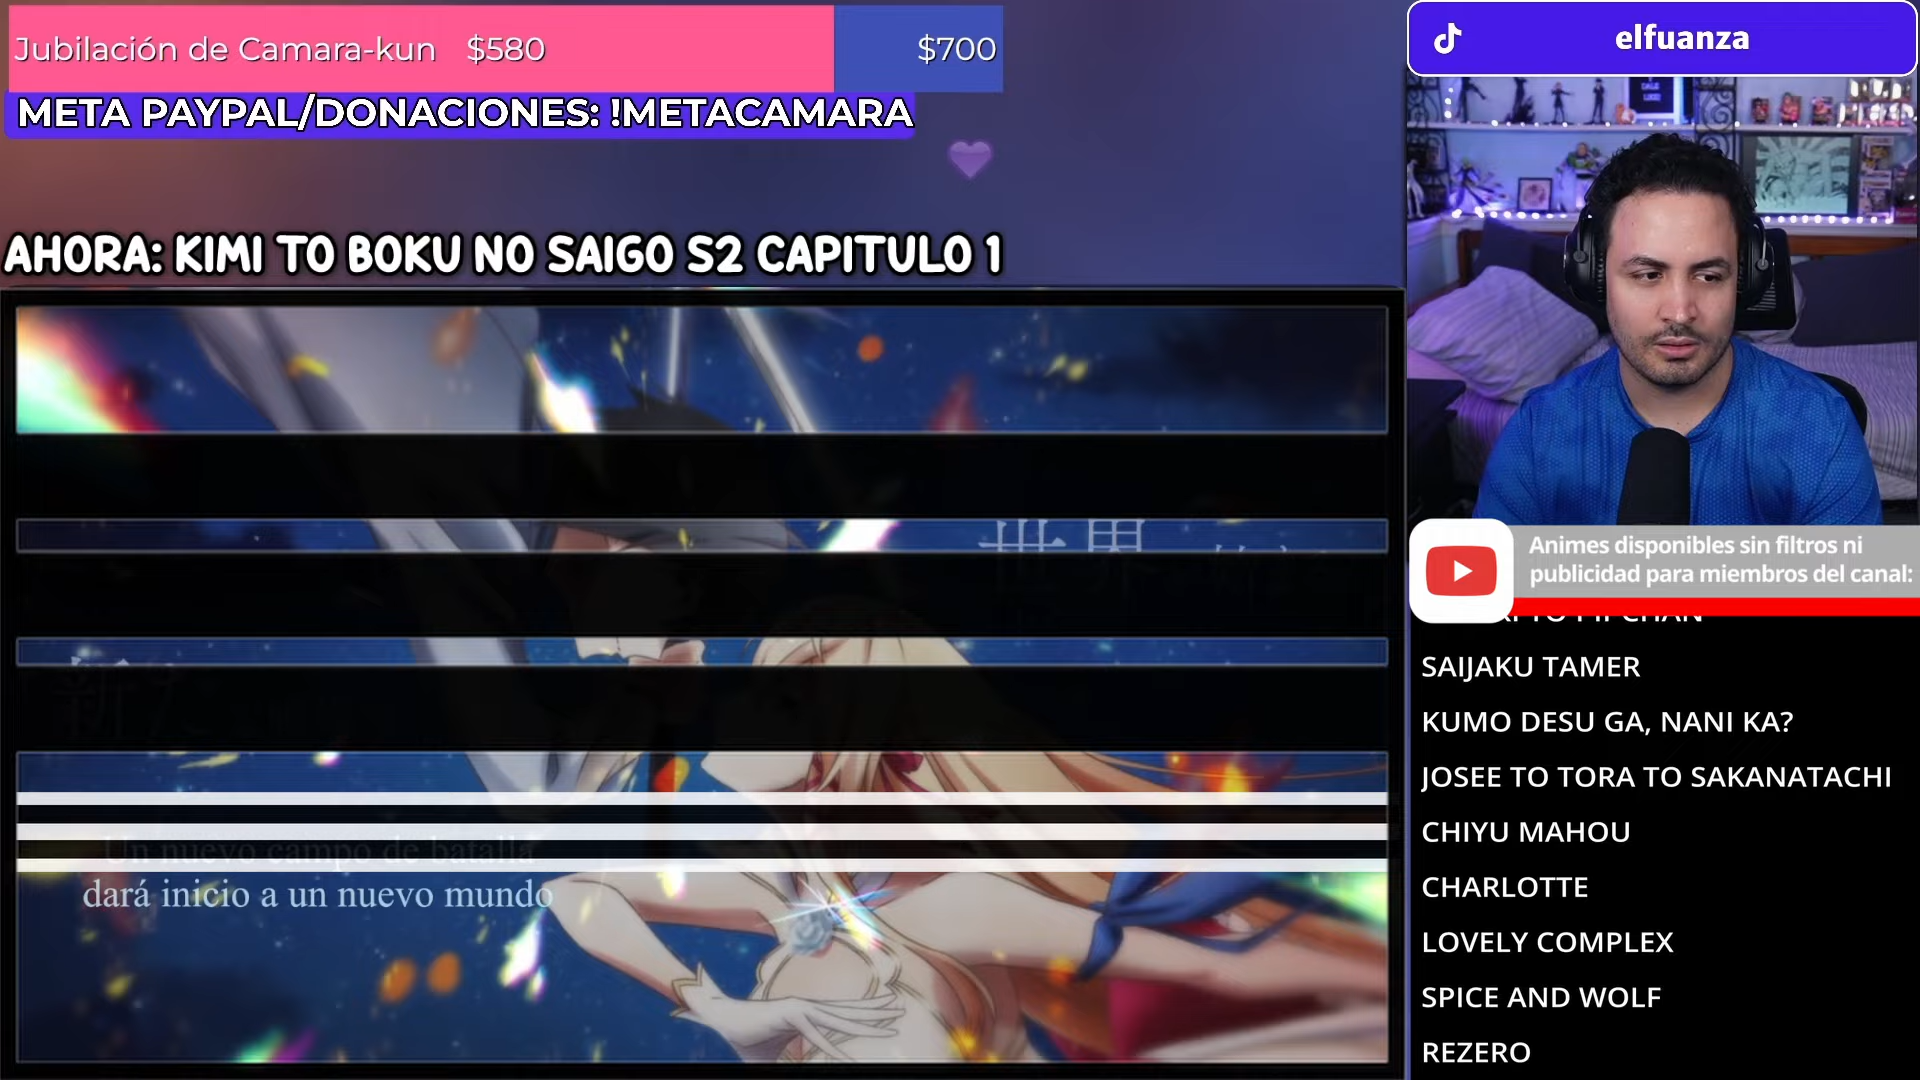 Jubilación de Camara-kun $580 $700
META PAYPAL/DONACIONES: !METACAMARA
AHORA: KIMI TO BOKU NO SAIGO S2 CAPITULO 1
世界
Un nuevo campo de batalla
dará inicio a un nuevo mundo
elfuanza
Animes disponibles sin filtros ni
publicidad para miembros del canal:
SAIJAKU TAMER
KUMO DESU GA, NANI KA?
JOSEE TO TORA TO SAKANATACHI
CHIYU MAHOU
CHARLOTTE
LOVELY COMPLEX
SPICE AND WOLF
REZERO